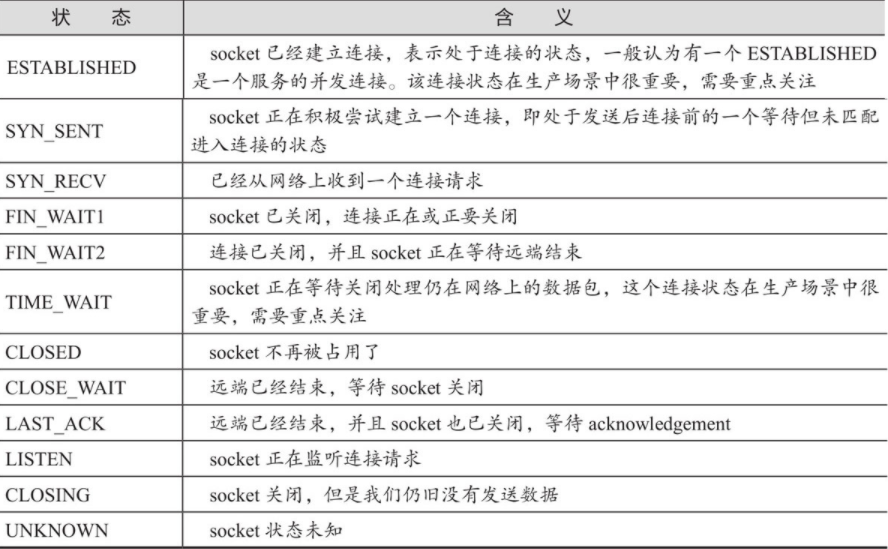 状 态 含 义
ESTABLISHED socket 已经建立连接，表示处于连接的状态，一般认为有一个 ESTABLISHED
是一个服务的并发连接。该连接状态在生产场景中很重要，需要重点关注
SYN_SENT socket 正在积极尝试建立一个连接，即处于发送后连接前的一个等待但未匹配
进入连接的状态
SYN_RECV 已经从网络上收到一个连接请求
FIN_WAIT1 socket 已关闭，连接正在或正要关闭
FIN_WAIT2 连接已关闭，并且 socket 正在等待远端结束
TIME_WAIT socket 正在等待关闭处理仍在网络上的数据包，这个连接状态在生产场景中很
重要，需要重点关注
CLOSED socket 不再被占用了
CLOSE_WAIT 远端已经结束，等待 socket 关闭
LAST_ACK 远端已经结束，并且 socket 也已关闭，等待 acknowledgement
LISTEN socket 正在监听连接请求
CLOSING socket 关闭，但是我们仍旧没有发送数据
UNKNOWN socket 状态未知